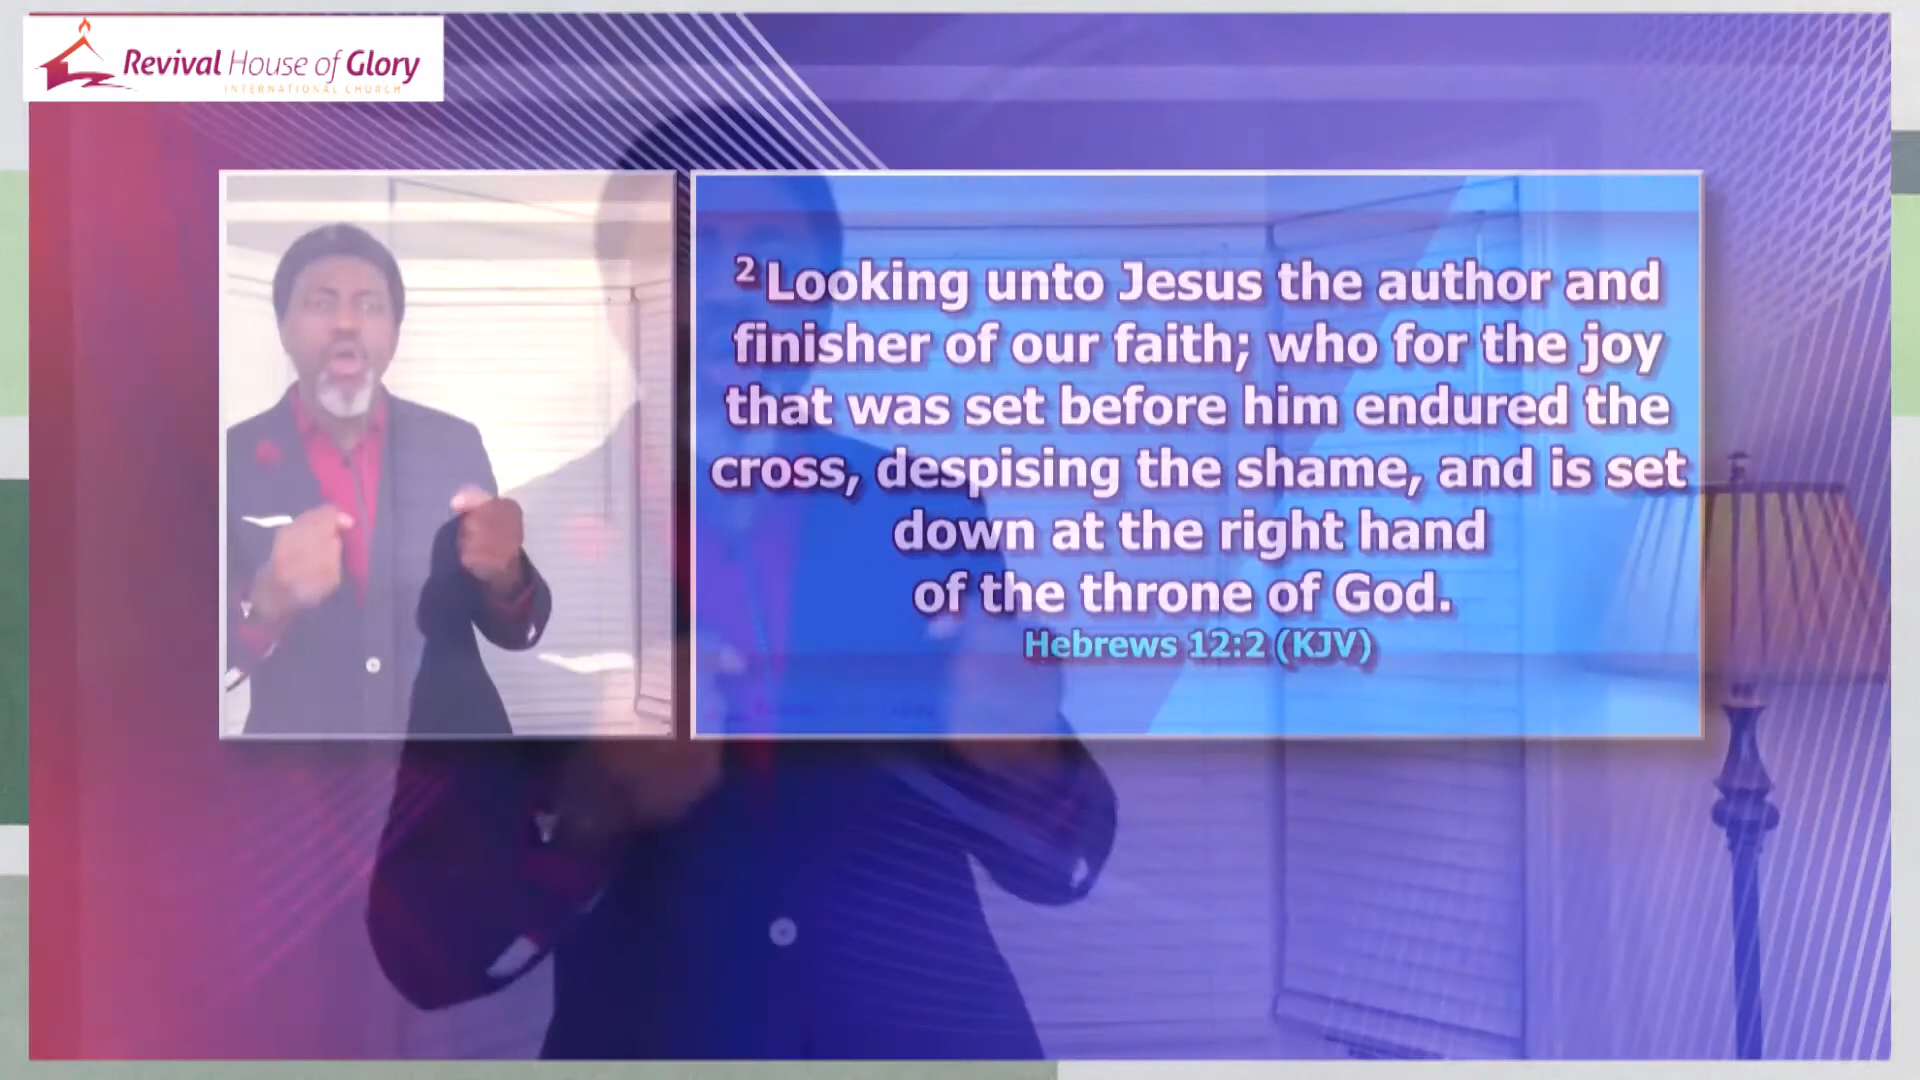 Revival House of Glory
INTERNATIONAL CHURCH
2 Looking unto Jesus the author and
finisher of our faith; who for the joy
that was set before him endured the
cross, despising the shame, and is set
down at the right hand
of the throne of God.
Hebrews 12:2 (KJV)